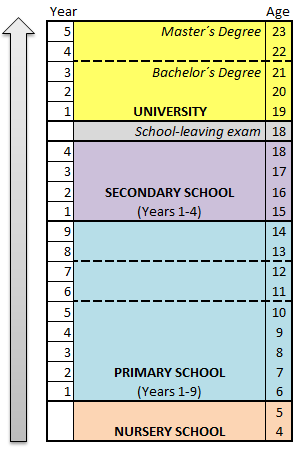 Year Age
5 Master´s Degree 23
4 22
3 Bachelor´s Degree 21
2 20
1 UNIVERSITY 19
School-leaving exam 18
4 18
3 17
2 SECONDARY SCHOOL 16
1 (Years 1-4) 15
9 14
8 13
7 12
6 11
5 10
4 9
3 8
2 PRIMARY SCHOOL 7
1 (Years 1-9) 6
5
NURSERY SCHOOL 4